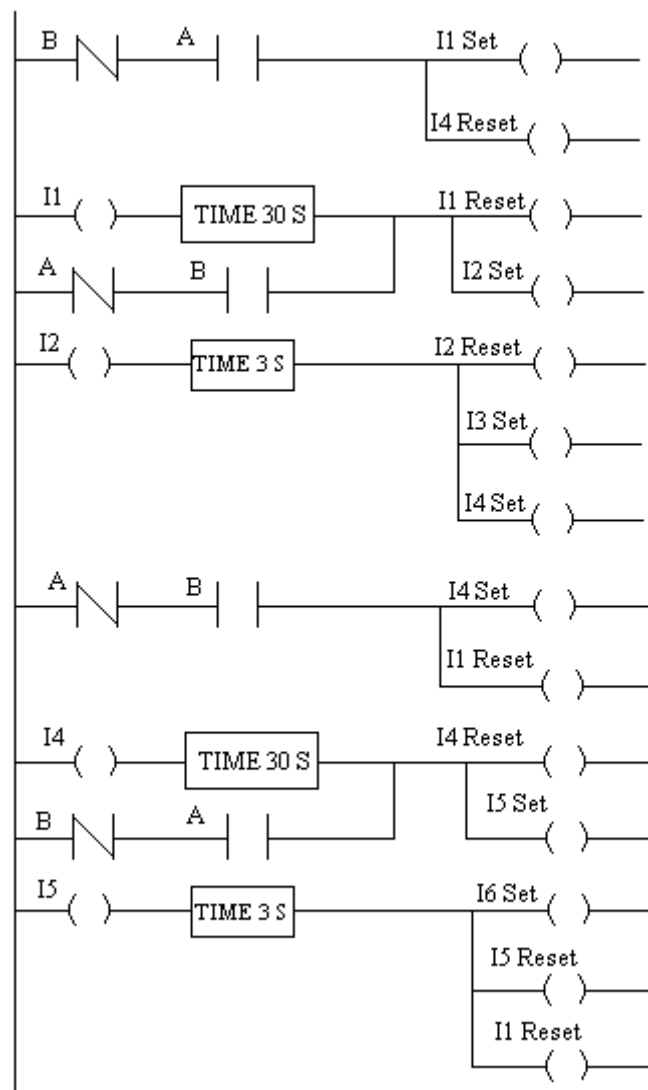 B A I1 Set
I4 Reset
I1 TIME 30 S I1 Reset
A B I2 Set
I2 TIME 3 S I2 Reset
I3 Set
I4 Set
A B I4 Set
I1 Reset
I4 TIME 30 S I4 Reset
B A I5 Set
I5 TIME 3 S I6 Set
I5 Reset
I1 Reset